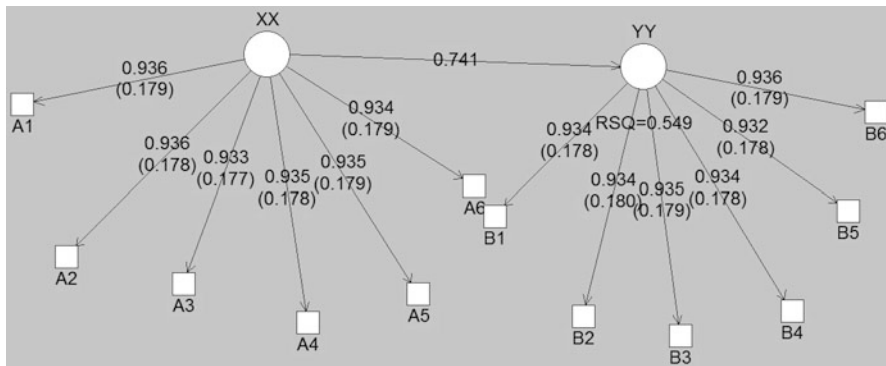 XX
YY
0.741
0.936
(0.179)
A1
0.936
(0.178)
A2
0.933
(0.177)
A3
0.935
(0.178)
A4
0.935
(0.179)
A5
0.934
(0.179)
A6
RSQ=0.549
0.934
(0.178)
B1
0.934
(0.180)
B2
0.935
(0.179)
B3
0.934
(0.178)
B4
0.932
(0.178)
B5
0.936
(0.179)
B6